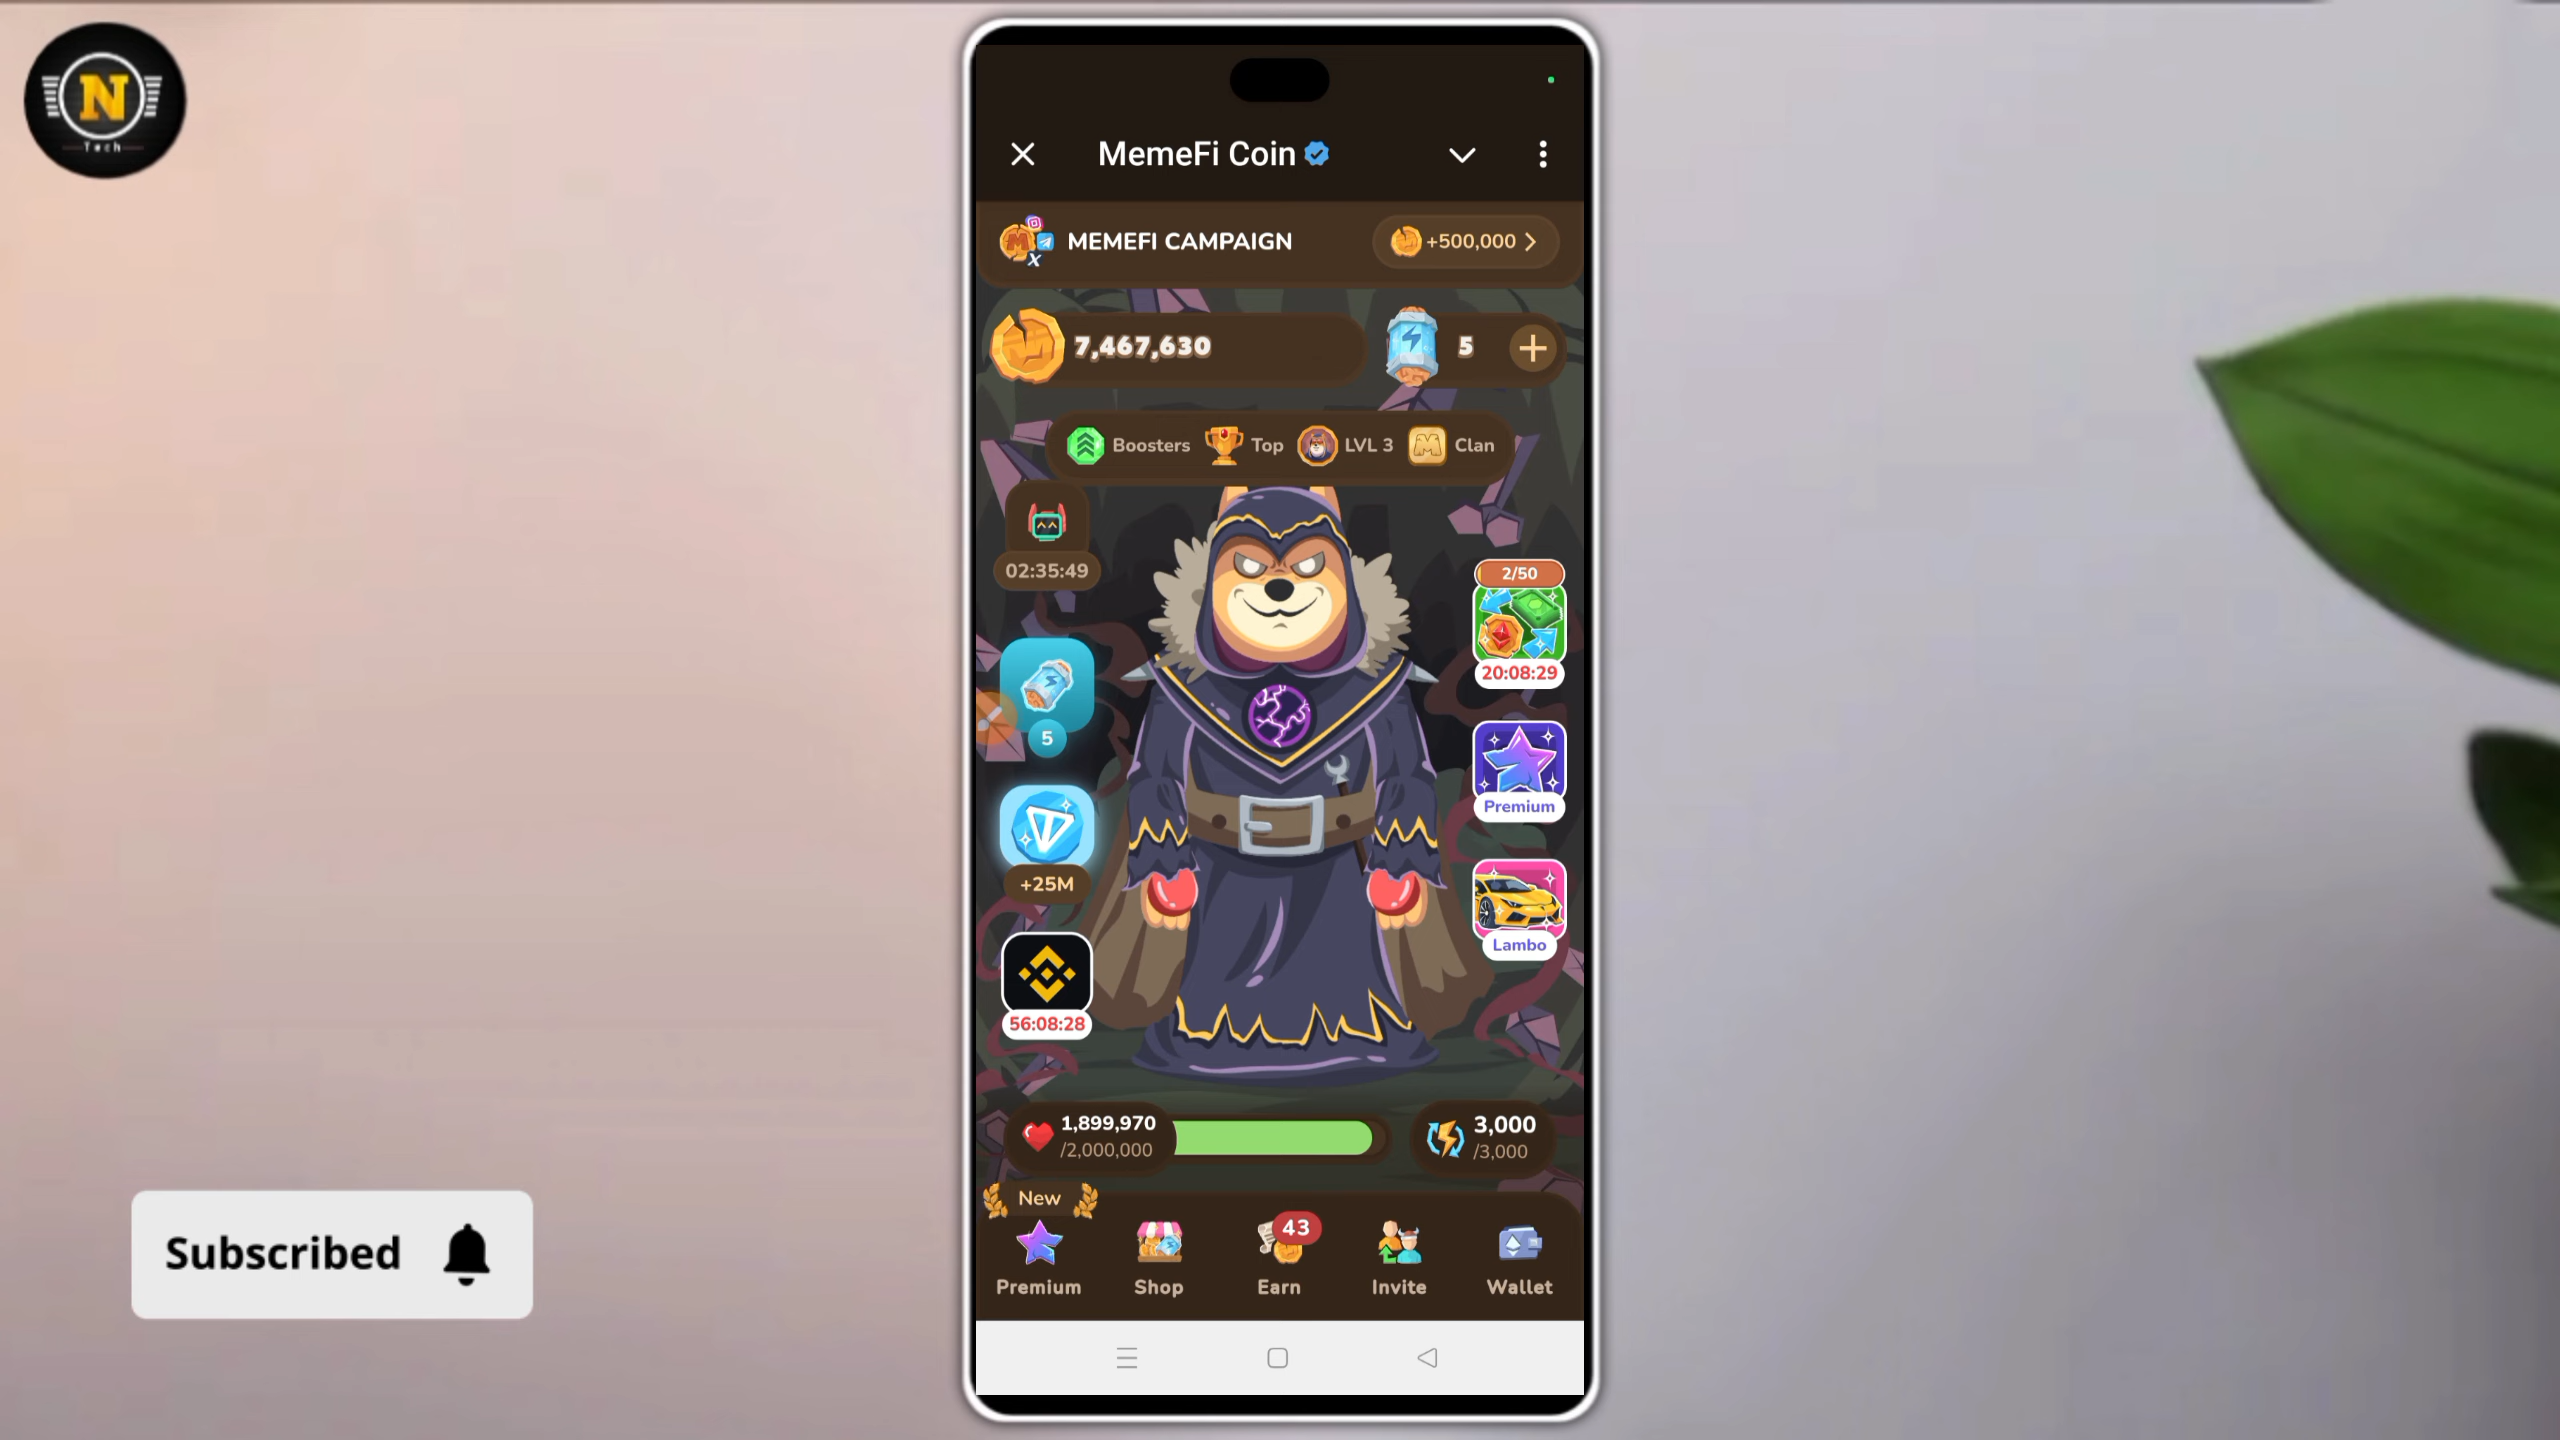 N
Tech
MemeFi Coin
MEMEFI CAMPAIGN
+500,000
7,467,630
5
Boosters
Top
LVL 3
Clan
02:35:49
2/50
20:08:29
5
Premium
+25M
Lambo
56:08:28
1,899,970
/2,000,000
3,000
/3,000
New
43
Premium
Shop
Earn
Invite
Wallet
Subscribed